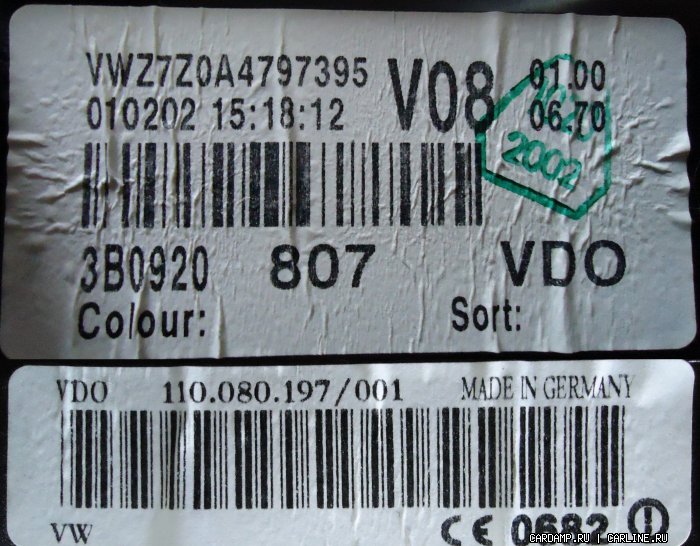 VWZ7Z0A4797395 V08 01.00
010202 15:18:12 06.70
2002
3B0920 807 VDO
Colour: Sort:
VDO 110.080.197/001 MADE IN GERMANY
VW CE 0682
CARDAMP.RU | CARLINE.RU